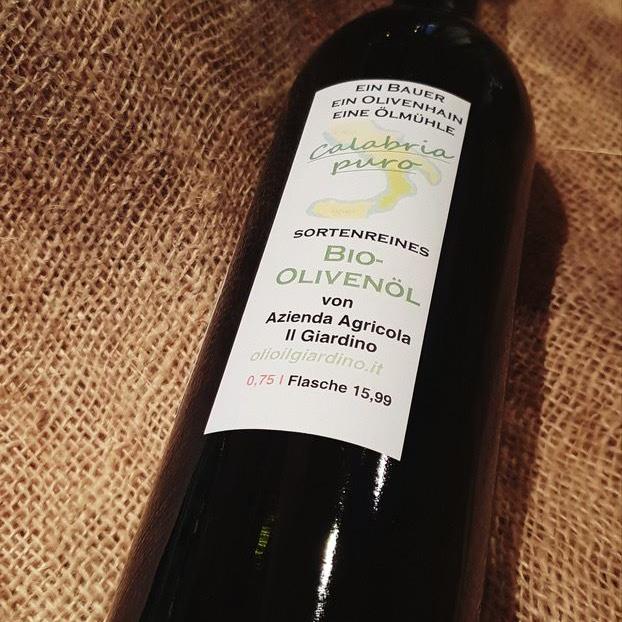 EIN BAUER
EIN OLIVENHAIN
EINE ÖLMÜHLE
Calabria
puro
SORTENREINES
BIO-
OLIVENÖL
von
Azienda Agricola
Il Giardino
olioilgiardino.it
0,75 l Flasche 15,99